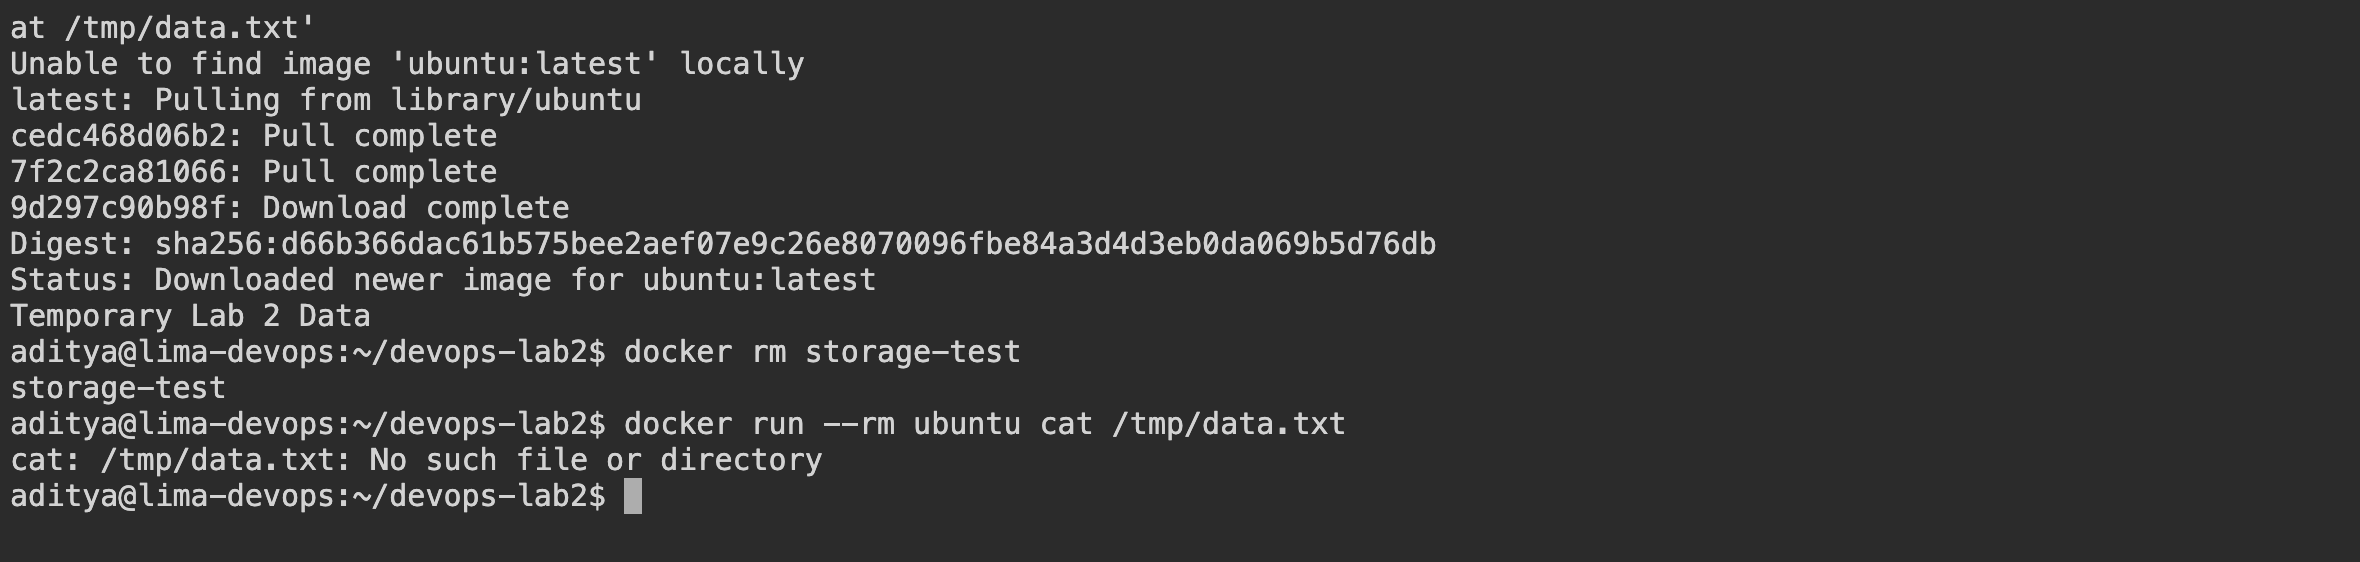 at /tmp/data.txt'
Unable to find image 'ubuntu:latest' locally
latest: Pulling from library/ubuntu
cedc468d06b2: Pull complete
7f2c2ca81066: Pull complete
9d297c90b98f: Download complete
Digest: sha256:d66b366dac61b575bee2aef07e9c26e8070096fbe84a3d4d3eb0da069b5d76db
Status: Downloaded newer image for ubuntu:latest
Temporary Lab 2 Data
aditya@lima-devops:~/devops-lab2$ docker rm storage-test
storage-test
aditya@lima-devops:~/devops-lab2$ docker run --rm ubuntu cat /tmp/data.txt
cat: /tmp/data.txt: No such file or directory
aditya@lima-devops:~/devops-lab2$